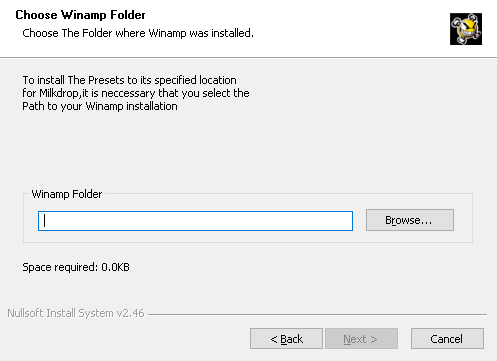 Choose Winamp Folder
Choose The Folder where Winamp was installed.
To install The Presets to its specified location
for Milkdrop,it is neccessary that you select the
Path to your Winamp installation
Winamp Folder
Browse...
Space required: 0.0KB
Nullsoft Install System v2.46
< Back
Next >
Cancel